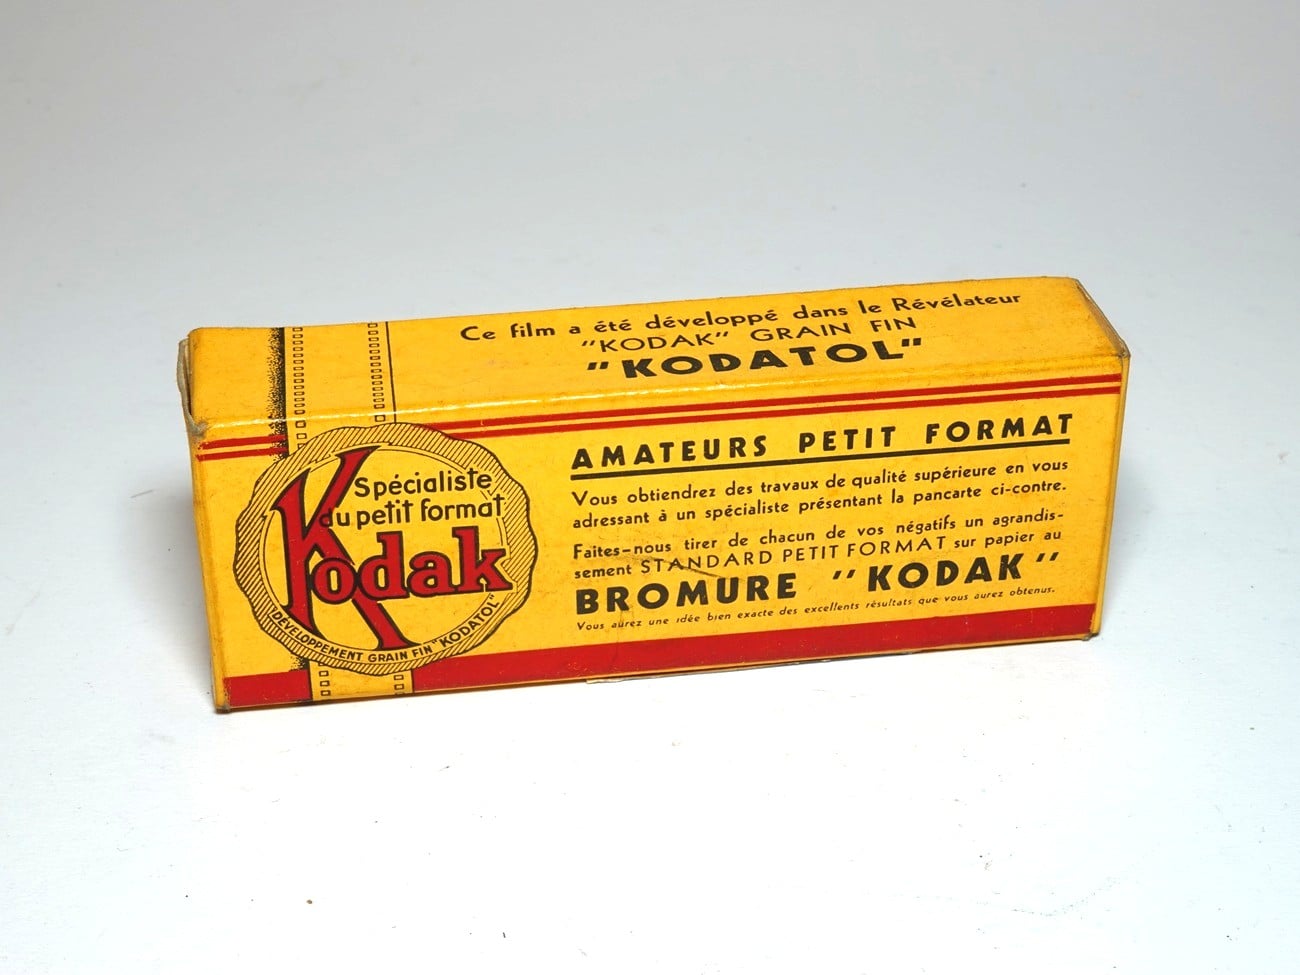 Ce film a été développé dans le Révélateur
"KODAK" GRAIN FIN
"KODATOL"
Spécialiste
du petit format
Kodak
DÉVELOPPEMENT GRAIN FIN "KODATOL"
AMATEURS PETIT FORMAT
Vous obtiendrez des travaux de qualité supérieure en vous
adressant à un spécialiste présentant la pancarte ci-contre.
Faites-nous tirer de chacun de vos négatifs un agrandis-
sement STANDARD PETIT FORMAT sur papier au
BROMURE "KODAK"
Vous aurez une idée bien exacte des excellents résultats que vous aurez obtenus.